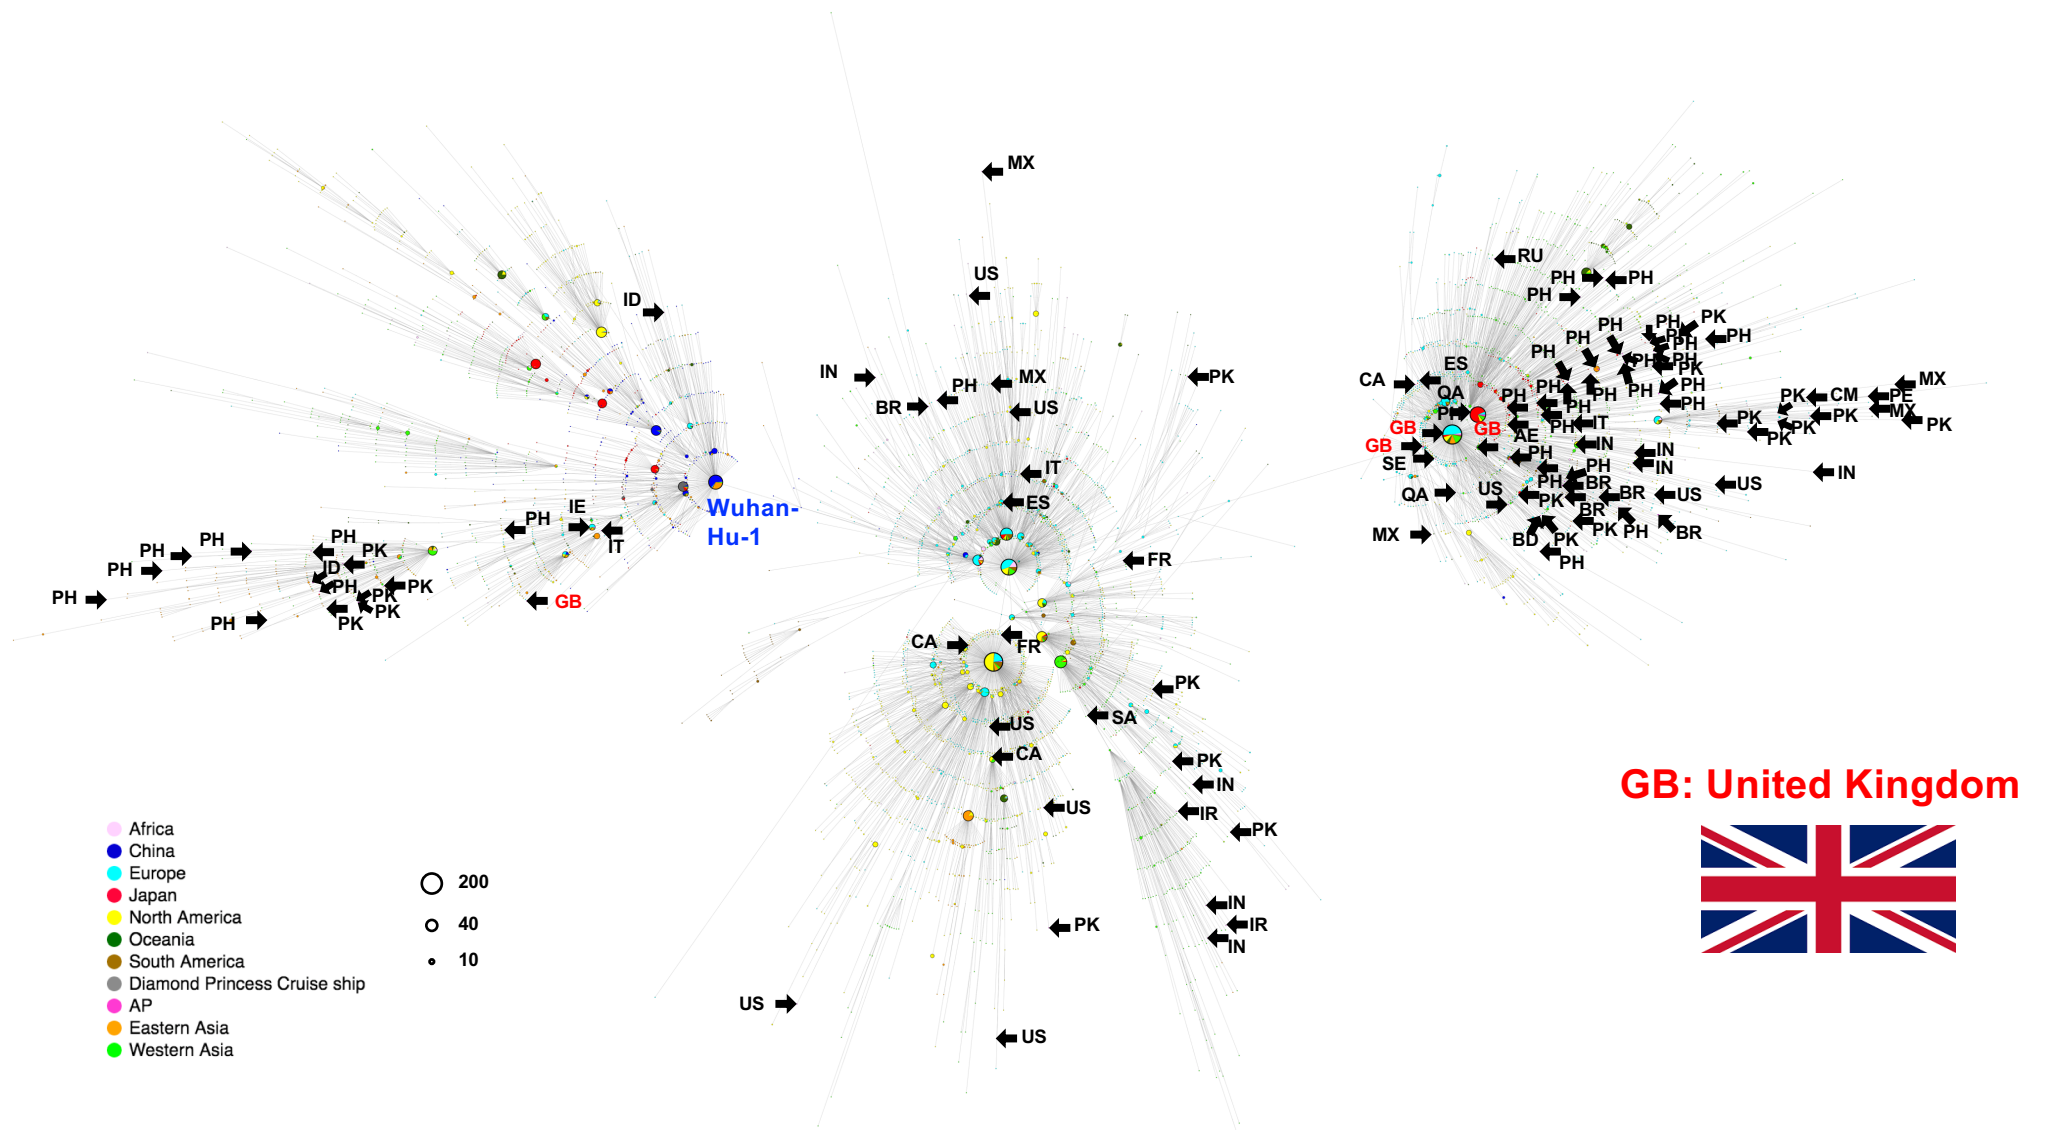 MX
US
IN
BR
PH
MX
US
PK
IT
ES
FR
ID
Wuhan-
Hu-1
IE
IT
PH
GB
PH
PH
PH
PH
PH
PK
ID
PH
PK
PK
PK
PK
PH
CA
FR
US
CA
US
PK
SA
PK
IN
IR
PK
IN
IR
IN
PK
US
US
RU
PH
PH
PH
PH
PK
PH
PH
PH
PH
PH
PH
PK
PH
PH
PH
PH
PH
PH
CA
ES
QA
GB
GB
GB
SE
QA
MX
US
AE
PH
PH
IT
IN
IN
IN
PK
PK
PK
PK
CM
PK
PE
MX
MX
PK
IN
US
US
PH
PH
BR
BR
BR
PK
PK
PH
BR
BD
PK
PH
GB: United Kingdom
Africa
China
Europe
Japan
North America
Oceania
South America
Diamond Princess Cruise ship
AP
Eastern Asia
Western Asia
200
40
10